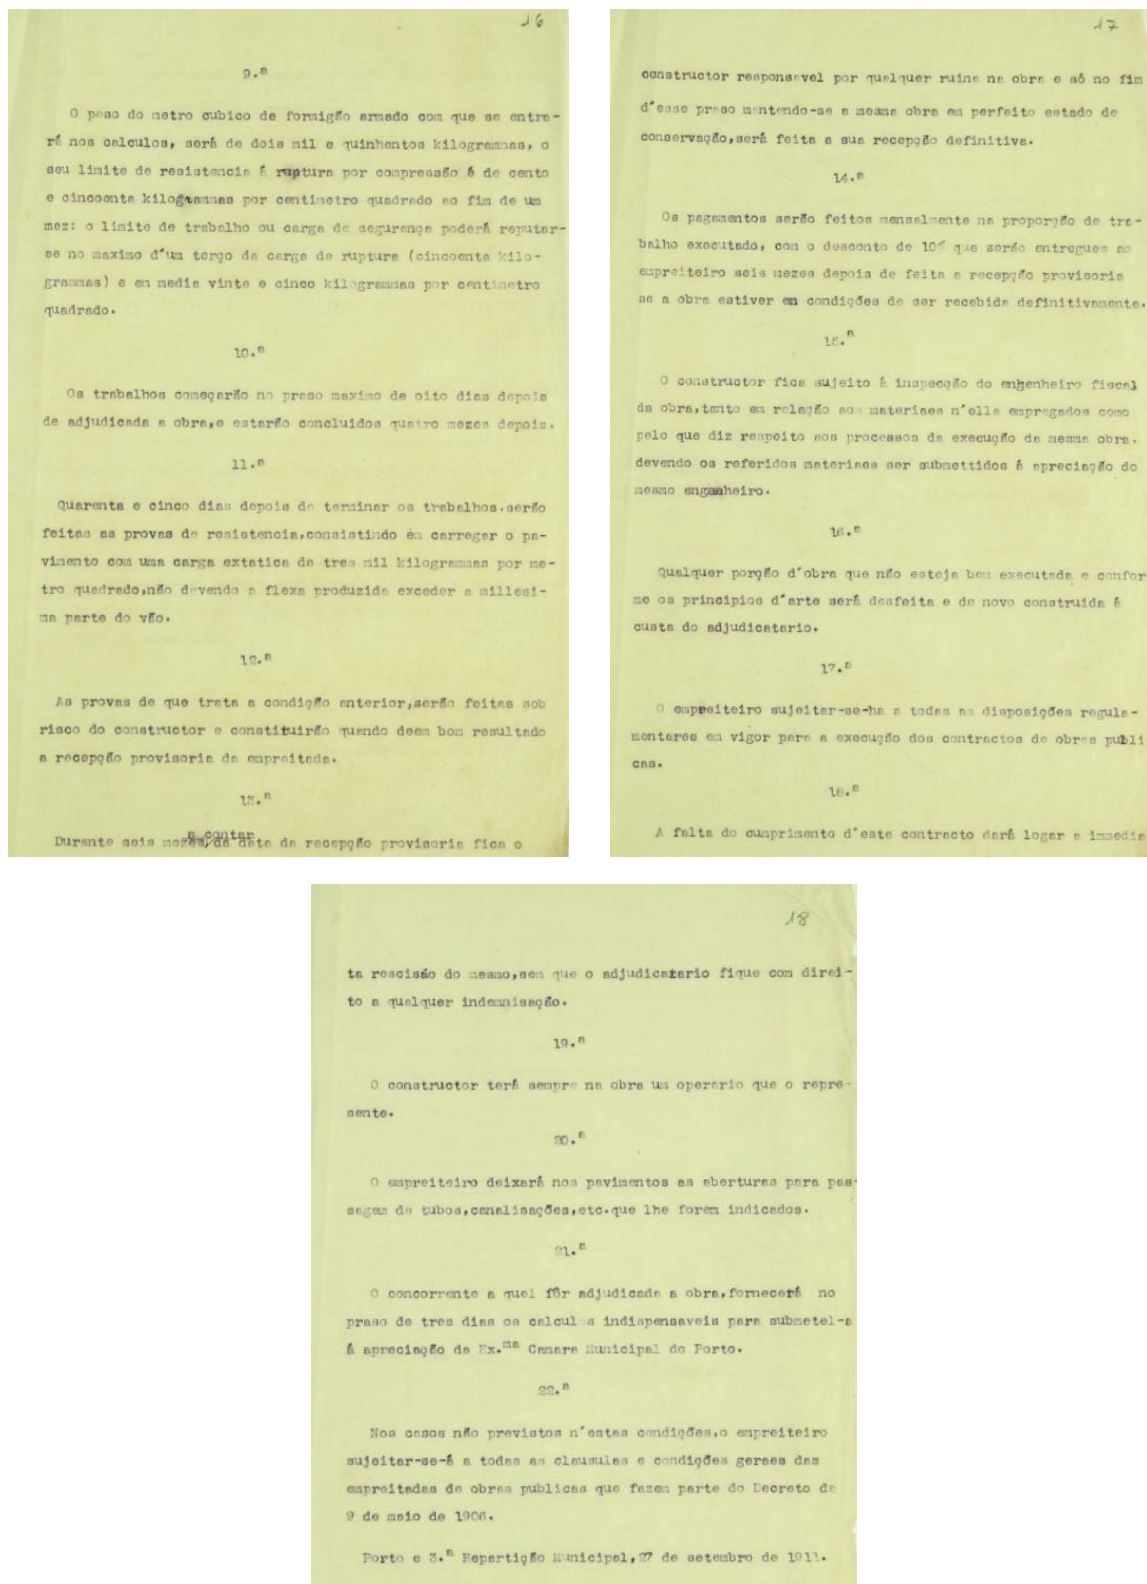 16
9.ª
O peso do metro cubico de formigão armado com que se entra-
rá nos calculos, será de dois mil e quinhentos kilogrammas, o
seu limite de resistencia á ruptura por compressão é de cento
e cincoenta kilogrammas por centimetro quadrado ao fim de um
mez: o limite de trabalho ou carga de segurança poderá reputar-
se no maximo d'um terço da carga de ruptura (cincoenta kilo-
grammas) e em media vinte e cinco kilogrammas por centimetro
quadrado.
10.ª
Os trabalhos começarão no praso maximo de oito dias depois
de adjudicada a obra,e estarão concluidos quatro mezes depois.
11.ª
Quarenta e cinco dias depois de terminar os trabalhos,serão
feitas as provas de resistencia,consistindo em carregar o pa-
vimento com uma carga extatica de tres mil kilogrammas por me-
tro quadrado,não devendo a flexa produzida exceder a millesi-
ma parte do vão.
12.ª
As provas de que trata a condição anterior,serão feitas sob
risco do constructor e constituirão quando deem bom resultado
a recepção provisoria da empreitada.
13.ª
a contar
Durante seis mezes,da data da recepção provisoria fica o
17
constructor responsavel por qualquer ruina na obra e só no fim
d'esse praso mantendo-se a mesma obra em perfeito estado de
conservação,será feita a sua recepção definitiva.
14.ª
Os pagamentos serão feitos mensalmente na proporção de tra-
balho executado, com o desconto de 10% que serão entregues ao
empreiteiro seis mezes depois de feita a recepção provisoria
se a obra estiver em condições de ser recebida definitivamente.
15.ª
O constructor fica sujeito á inspecção do engenheiro fiscal
da obra,tanto em relação aos materiaes n'ella empregados como
pelo que diz respeito aos processos da execução da mesma obra.
devendo os referidos materiaes ser submettidos á apreciação do
mesmo engenheiro.
16.ª
Qualquer porção d'obra que não esteja bem executada e confor
me os principios d'arte será desfeita e de novo construida á
custa do adjudicatario.
17.ª
O empreiteiro sujeitar-se-ha a todas as disposições regula-
mentares em vigor para a execução dos contractos de obras publi
cas.
18.ª
A falta do cumprimento d'este contracto dará logar a immedia
18
ta rescisão do mesmo,sem que o adjudicatario fique com direi-
to a qualquer indemnisação.
19.ª
O constructor terá sempre na obra um operario que o repre-
sente.
20.ª
O empreiteiro deixará nos pavimentos as aberturas para pas-
sagem de tubos,canalisações,etc.que lhe forem indicados.
21.ª
O concorrente a quel fôr adjudicada a obra,fornecerá no
praso de tres dias os calculos indispensaveis para submetel-a
á apreciação da Ex.ma Camara Municipal do Porto.
22.ª
Nos casos não previstos n'estas condições,o empreiteiro
sujeitar-se-á a todas as clausulas e condições geraes das
empreitadas de obras publicas que fazem parte do Decreto de
9 de maio de 1906.
Porto e 3.ª Repartição Municipal,27 de setembro de 1911.